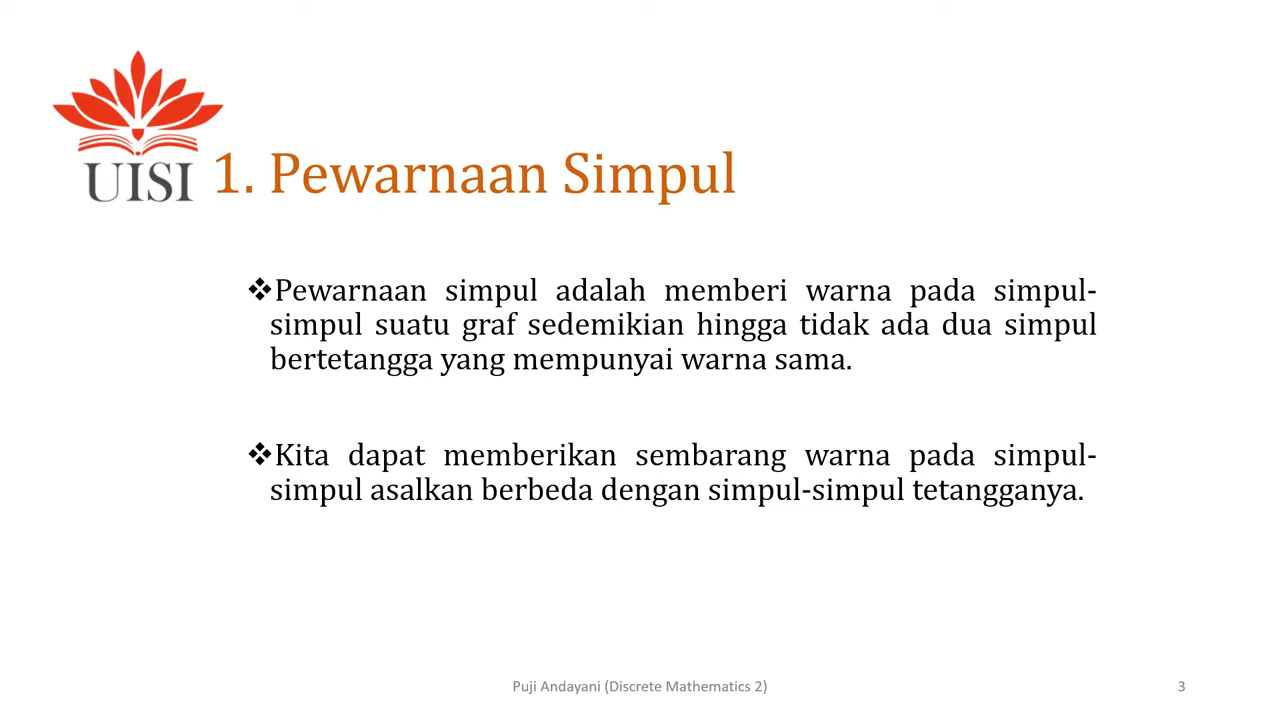 UISI
1. Pewarnaan Simpul
❖Pewarnaan simpul adalah memberi warna pada simpul-
simpul suatu graf sedemikian hingga tidak ada dua simpul
bertetangga yang mempunyai warna sama.
❖Kita dapat memberikan sembarang warna pada simpul-
simpul asalkan berbeda dengan simpul-simpul tetangganya.
Puji Andayani (Discrete Mathematics 2)
3